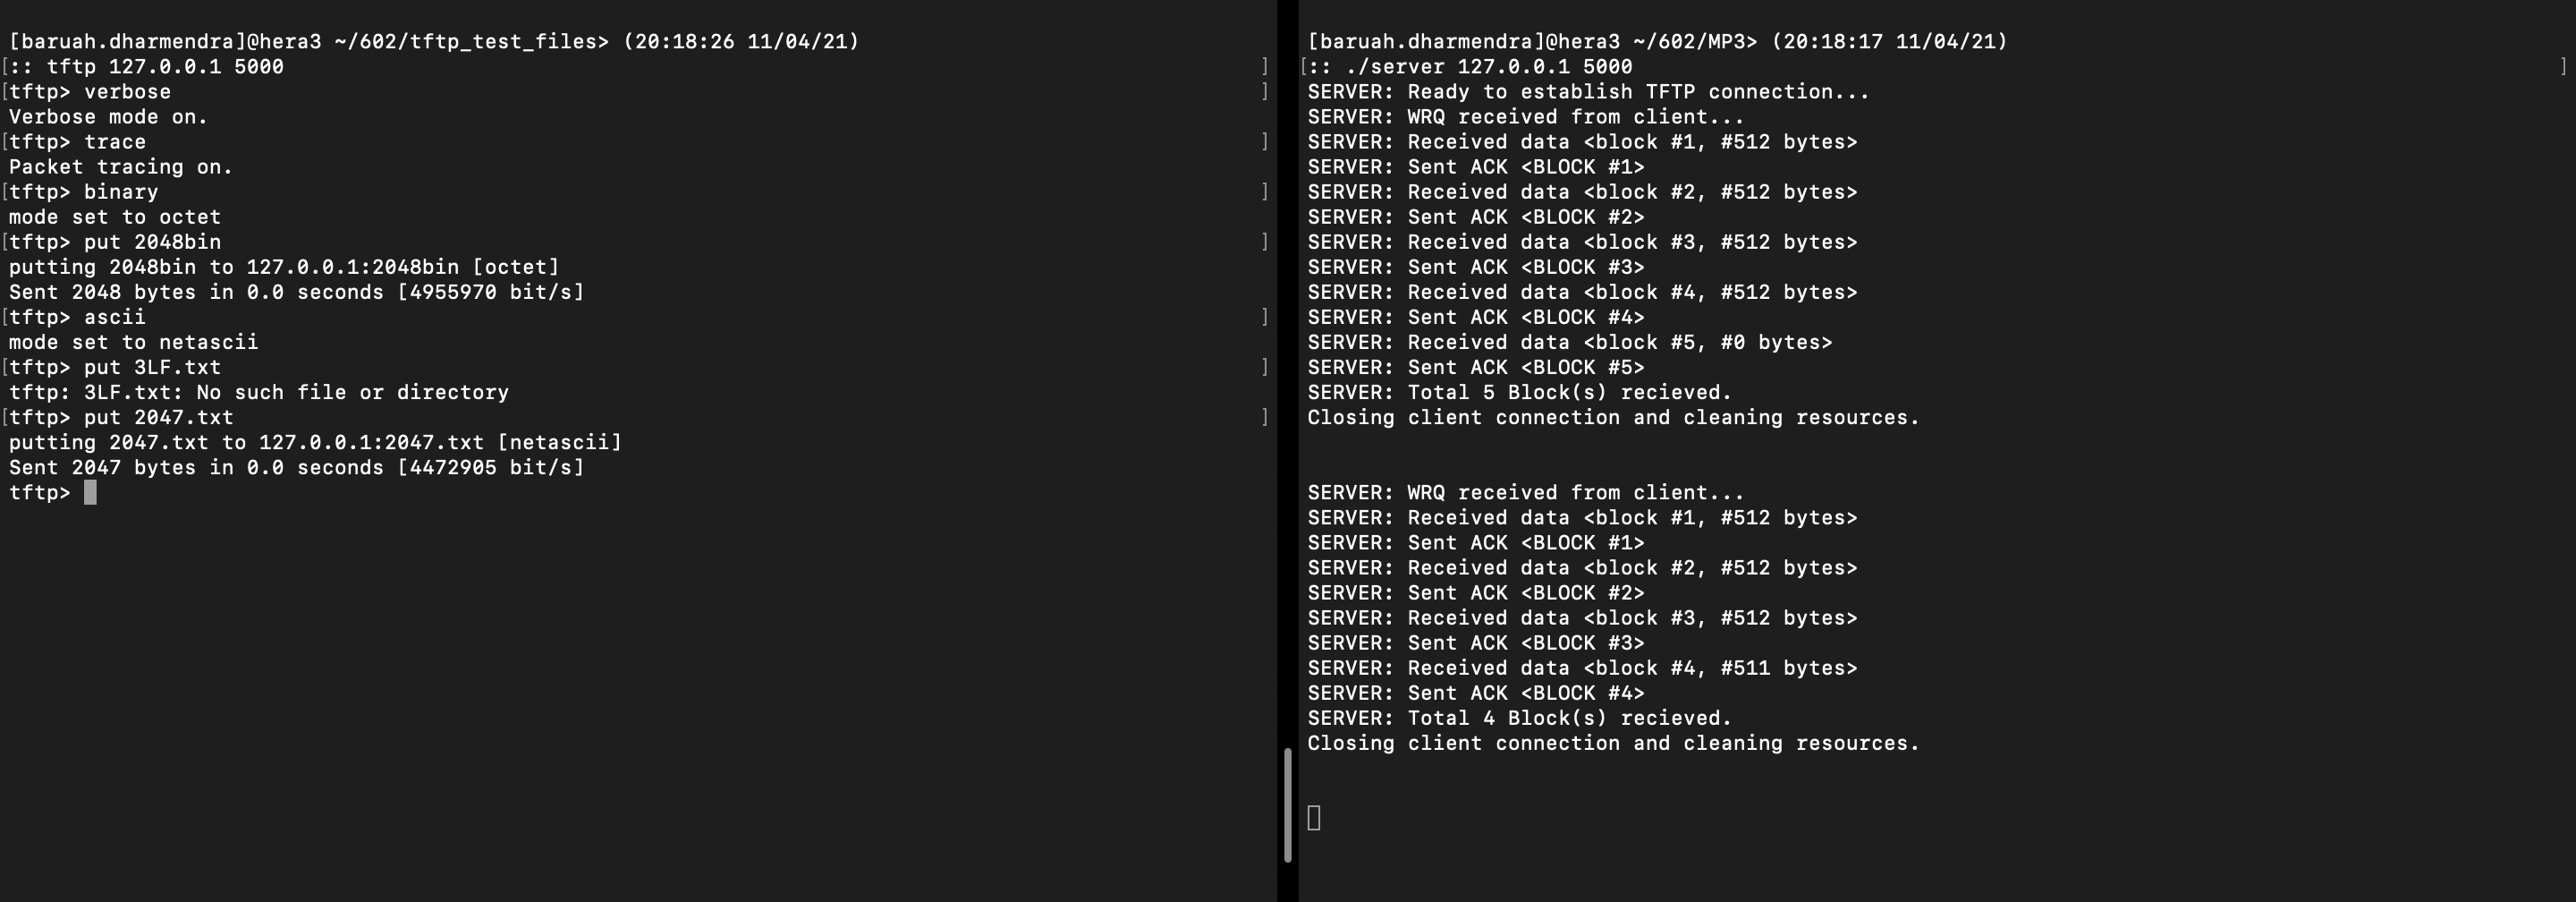 [baruah.dharmendra]@hera3 ~/602/tftp_test_files> (20:18:26 11/04/21)
[:: tftp 127.0.0.1 5000 ]
[tftp> verbose ]
Verbose mode on.
[tftp> trace ]
Packet tracing on.
[tftp> binary ]
mode set to octet
[tftp> put 2048bin ]
putting 2048bin to 127.0.0.1:2048bin [octet]
Sent 2048 bytes in 0.0 seconds [4955970 bit/s]
[tftp> ascii ]
mode set to netascii
[tftp> put 3LF.txt ]
tftp: 3LF.txt: No such file or directory
[tftp> put 2047.txt ]
putting 2047.txt to 127.0.0.1:2047.txt [netascii]
Sent 2047 bytes in 0.0 seconds [4472905 bit/s]
tftp>
[baruah.dharmendra]@hera3 ~/602/MP3> (20:18:17 11/04/21)
[:: ./server 127.0.0.1 5000 ]
SERVER: Ready to establish TFTP connection...
SERVER: WRQ received from client...
SERVER: Received data <block #1, #512 bytes>
SERVER: Sent ACK <BLOCK #1>
SERVER: Received data <block #2, #512 bytes>
SERVER: Sent ACK <BLOCK #2>
SERVER: Received data <block #3, #512 bytes>
SERVER: Sent ACK <BLOCK #3>
SERVER: Received data <block #4, #512 bytes>
SERVER: Sent ACK <BLOCK #4>
SERVER: Received data <block #5, #0 bytes>
SERVER: Sent ACK <BLOCK #5>
SERVER: Total 5 Block(s) recieved.
Closing client connection and cleaning resources.
SERVER: WRQ received from client...
SERVER: Received data <block #1, #512 bytes>
SERVER: Sent ACK <BLOCK #1>
SERVER: Received data <block #2, #512 bytes>
SERVER: Sent ACK <BLOCK #2>
SERVER: Received data <block #3, #512 bytes>
SERVER: Sent ACK <BLOCK #3>
SERVER: Received data <block #4, #511 bytes>
SERVER: Sent ACK <BLOCK #4>
SERVER: Total 4 Block(s) recieved.
Closing client connection and cleaning resources.